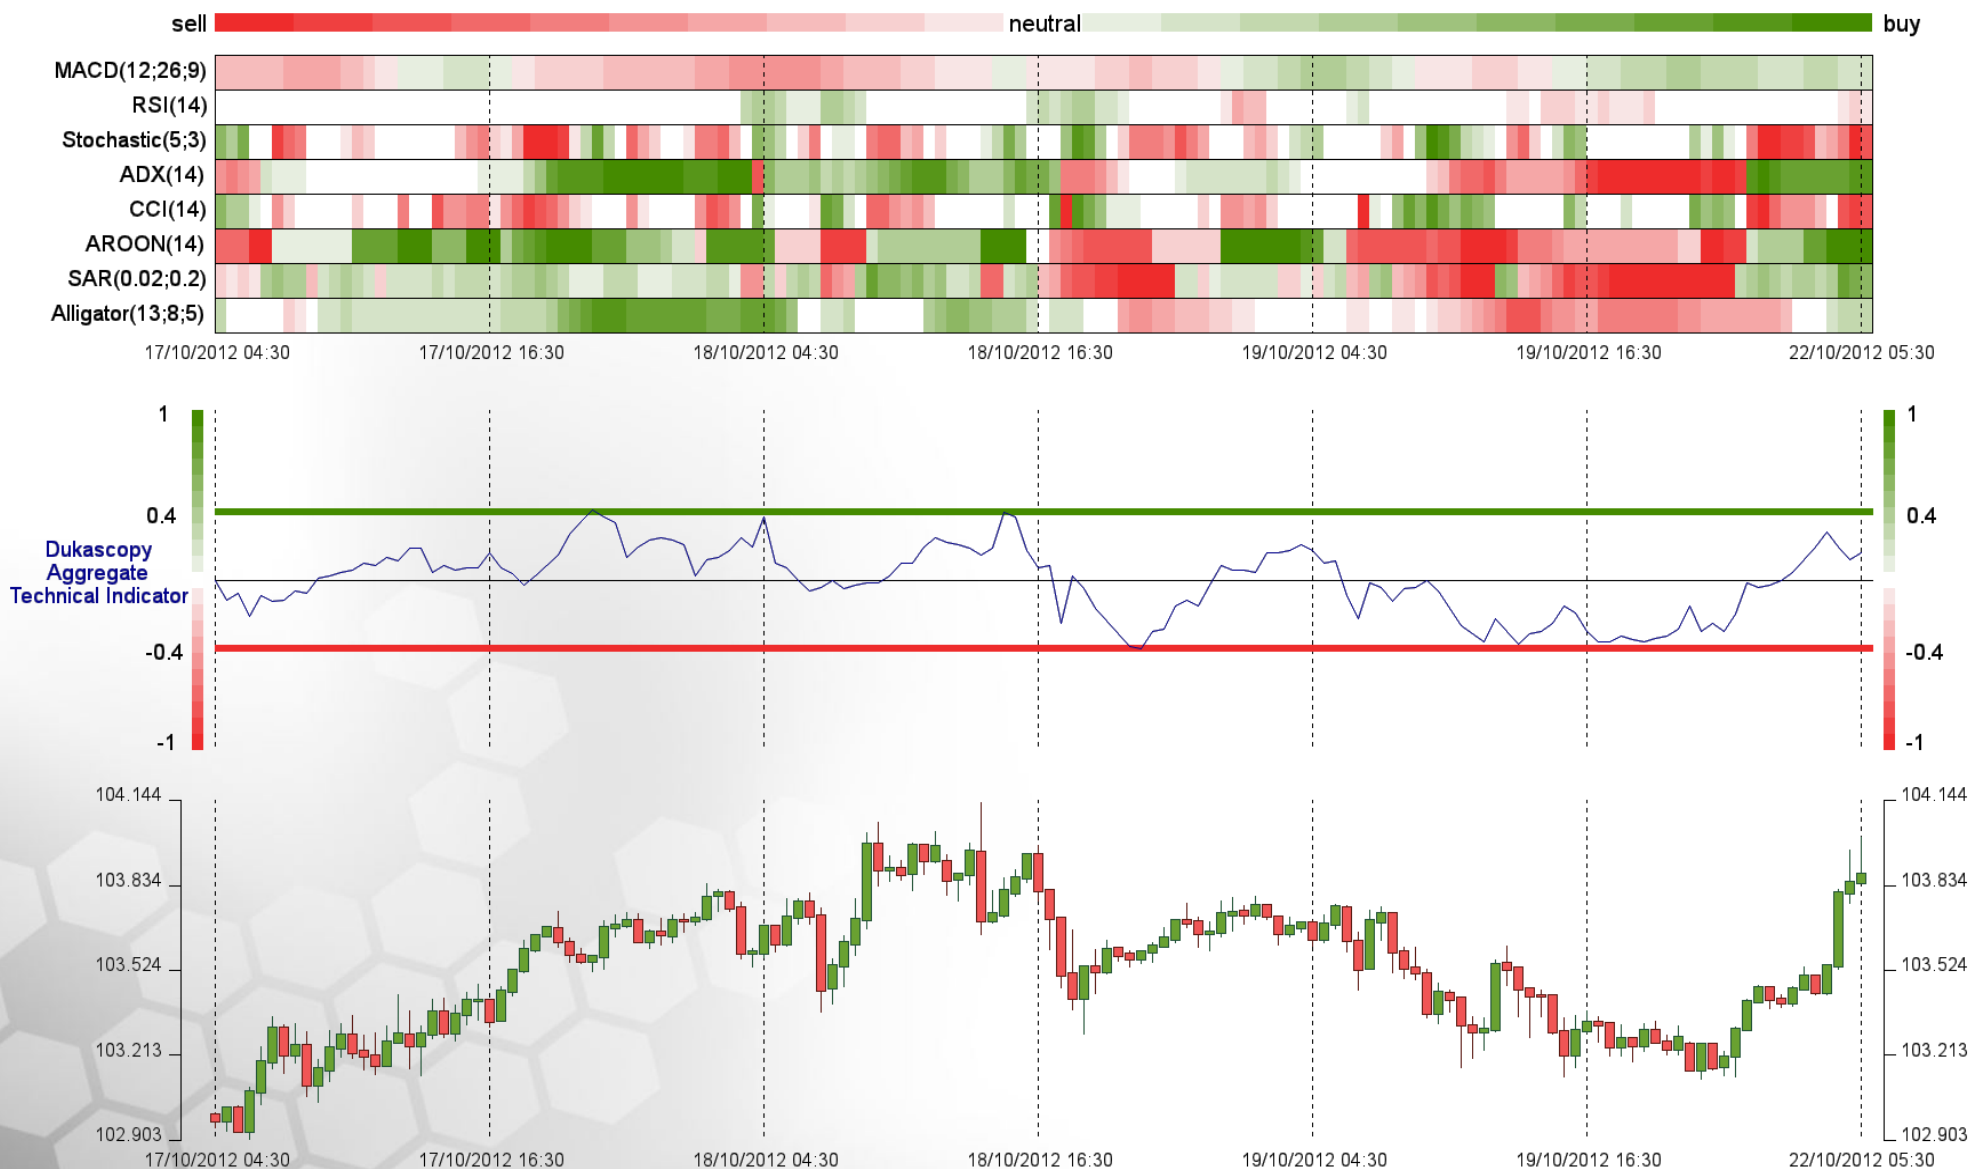 sell neutral buy
MACD(12;26;9)
RSI(14)
Stochastic(5;3)
ADX(14)
CCI(14)
AROON(14)
SAR(0.02;0.2)
Alligator(13;8;5)
17/10/2012 04:30 17/10/2012 16:30 18/10/2012 04:30 18/10/2012 16:30 19/10/2012 04:30 19/10/2012 16:30 22/10/2012 05:30
1 1
0.4 0.4
Dukascopy
Aggregate
Technical Indicator
-0.4 -0.4
-1 -1
104.144 104.144
103.834 103.834
103.524 103.524
103.213 103.213
102.903 102.903
17/10/2012 04:30 17/10/2012 16:30 18/10/2012 04:30 18/10/2012 16:30 19/10/2012 04:30 19/10/2012 16:30 22/10/2012 05:30